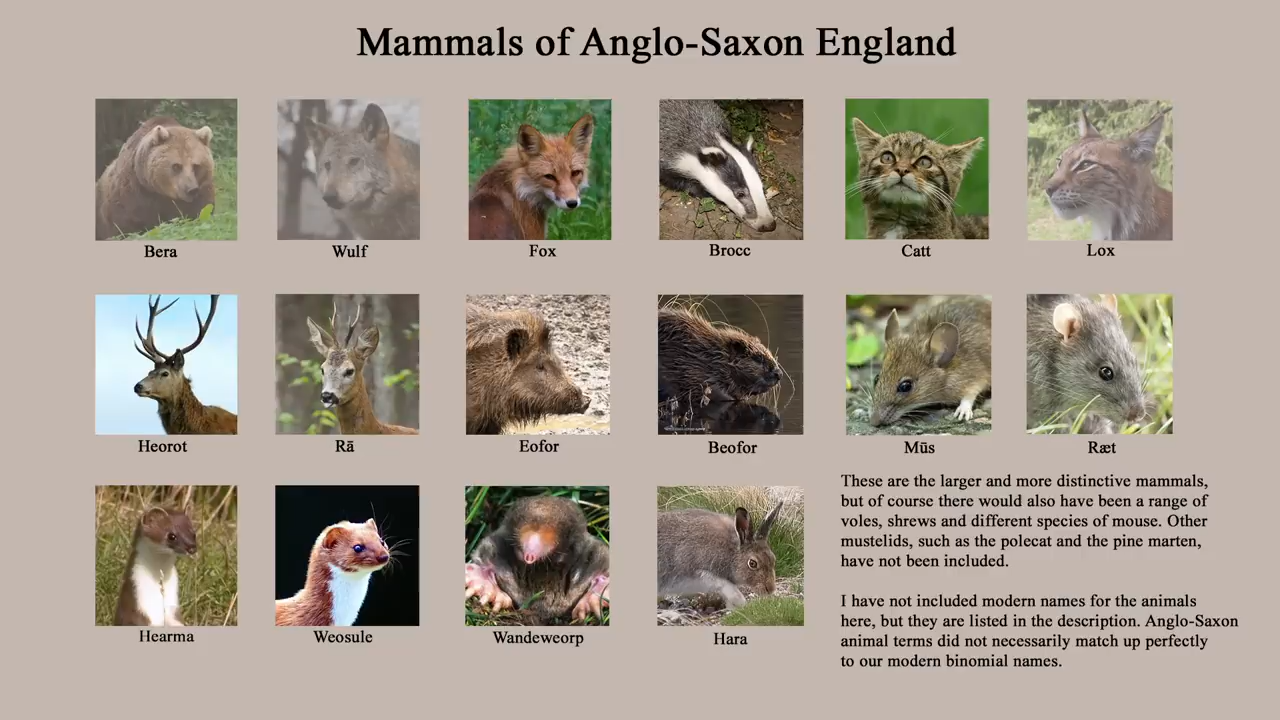 Mammals of Anglo-Saxon England
Bera
Wulf
Fox
Brocc
Catt
Lox
Heorot
Rā
Eofor
Beofor
Mūs
Ræt
Hearma
Weosule
Wandeweorp
Hara
These are the larger and more distinctive mammals,
but of course there would also have been a range of
voles, shrews and different species of mouse. Other
mustelids, such as the polecat and the pine marten,
have not been included.
I have not included modern names for the animals
here, but they are listed in the description. Anglo-Saxon
animal terms did not necessarily match up perfectly
to our modern binomial names.